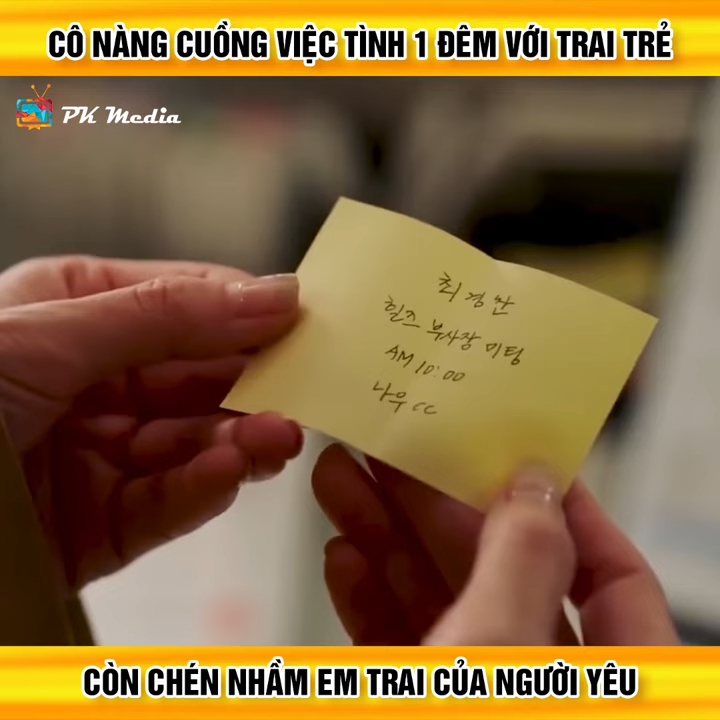 CÔ NÀNG CUỒNG VIỆC TÌNH 1 ĐÊM VỚI TRAI TRẺ
PK Media
최경만
힐즈 부사장 미팅
AM 10:00
나우 CC
CÒN CHÉN NHẦM EM TRAI CỦA NGƯỜI YÊU